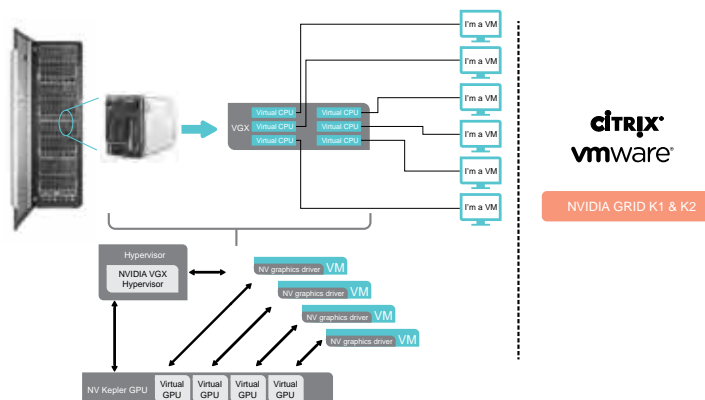 I'm a VM
I'm a VM
I'm a VM
I'm a VM
I'm a VM
I'm a VM
VGX
Virtual CPU
Virtual CPU
Virtual CPU
Virtual CPU
Virtual CPU
Virtual CPU
CİTRIX
vmware®
NVIDIA GRID K1 & K2
Hypervisor
NVIDIA VGX
Hypervisor
NV graphics driver VM
NV graphics driver VM
NV graphics driver VM
NV graphics driver VM
NV Kepler GPU
Virtual
GPU
Virtual
GPU
Virtual
GPU
Virtual
GPU